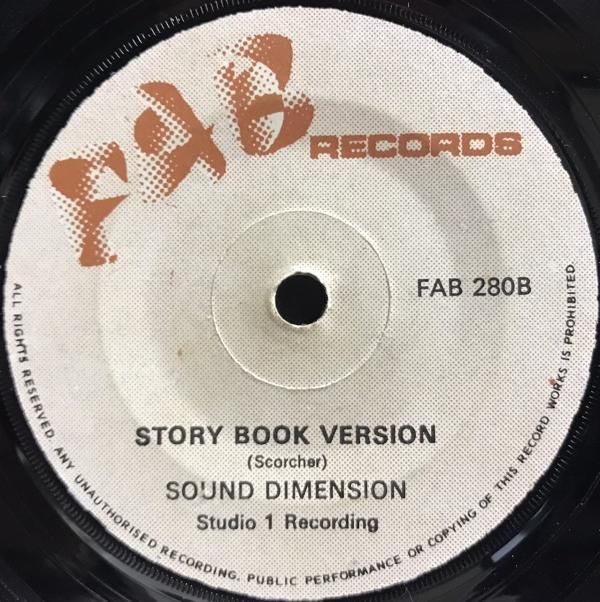 FAB
RECORDS
FAB 280B
STORY BOOK VERSION
(Scorcher)
SOUND DIMENSION
Studio 1 Recording
ALL RIGHTS RESERVED. ANY UNAUTHORISED RECORDING, PUBLIC PERFORMANCE OR COPYING OF THIS RECORD WORKS IS PROHIBITED.